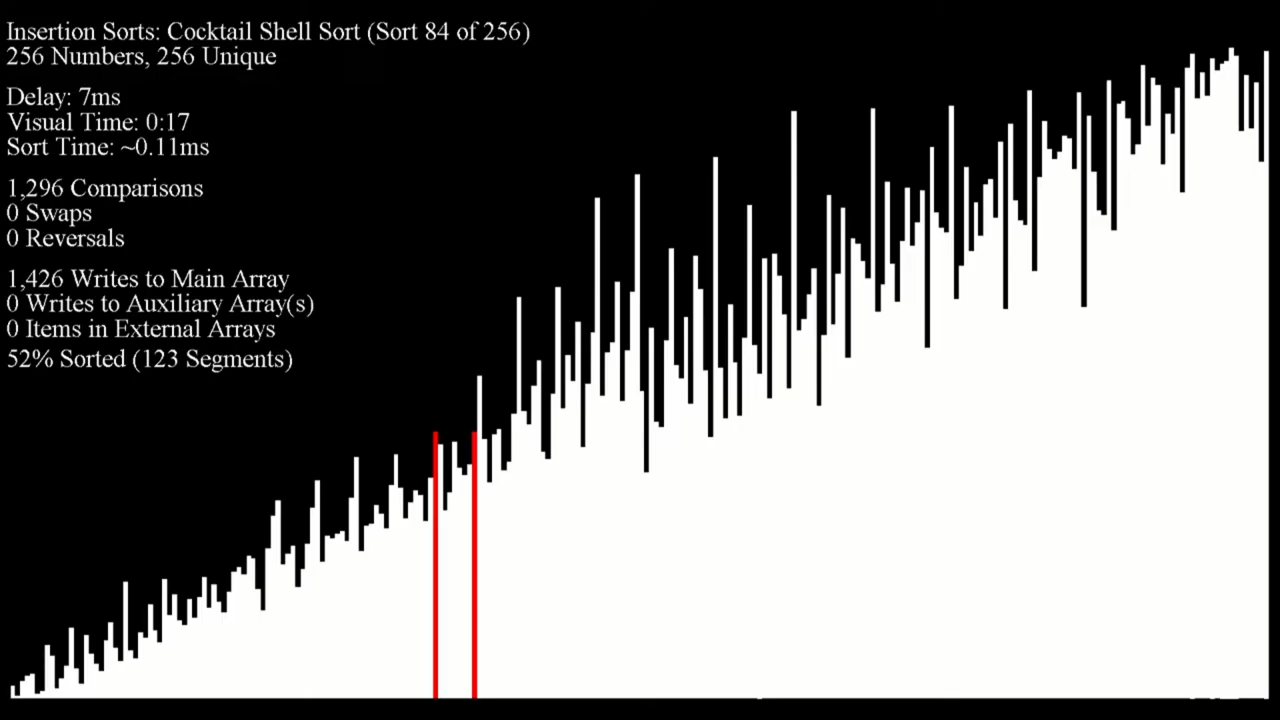 Insertion Sorts: Cocktail Shell Sort (Sort 84 of 256)
256 Numbers, 256 Unique
Delay: 7ms
Visual Time: 0:17
Sort Time: ~0.11ms
1,296 Comparisons
0 Swaps
0 Reversals
1,426 Writes to Main Array
0 Writes to Auxiliary Array(s)
0 Items in External Arrays
52% Sorted (123 Segments)